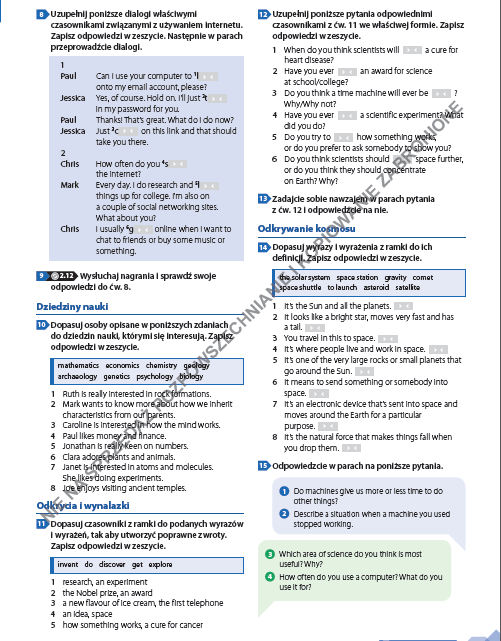 8 Uzupełnij poniższe dialogi właściwymi
czasownikami związanymi z używaniem internetu.
Zapisz odpowiedzi w zeszycie. Następnie w parach
przeprowadźcie dialogi.
1
Paul Can I use your computer to ¹l
onto my email account, please?
Jessica Yes, of course. Hold on. I'll just ²t
in my password for you.
Paul Thanks! That's great. What do I do now?
Jessica Just ³c on this link and that should
take you there.
2
Chris How often do you ⁴s
the internet?
Mark Every day. I do research and ⁵l
things up for college. I'm also on
a couple of social networking sites.
What about you?
Chris I usually ⁶g online when I want to
chat to friends or buy some music or
something.
9 2.12 Wysłuchaj nagrania i sprawdź swoje
odpowiedzi do ćw. 8.
Dziedziny nauki
10 Dopasuj osoby opisane w poniższych zdaniach
do dziedzin nauki, którymi się interesują. Zapisz
odpowiedzi w zeszycie.
mathematics economics chemistry geology
archaeology genetics psychology biology
1 Ruth is really interested in rock formations.
2 Mark wants to know more about how we inherit
characteristics from our parents.
3 Caroline is interested in how the mind works.
4 Paul likes money and finance.
5 Jonathan is really keen on numbers.
6 Clara adores plants and animals.
7 Janet is interested in atoms and molecules.
She likes doing experiments.
8 Joe enjoys visiting ancient temples.
Odkrycia i wynalazki
11 Dopasuj czasowniki z ramki do podanych wyrazów
i wyrażeń, tak aby utworzyć poprawne zwroty.
Zapisz odpowiedzi w zeszycie.
invent do discover get explore
1 research, an experiment
2 the Nobel prize, an award
3 a new flavour of ice cream, the first telephone
4 an idea, space
5 how something works, a cure for cancer
12 Uzupełnij poniższe pytania odpowiednimi
czasownikami z ćw. 11 we właściwej formie. Zapisz
odpowiedzi w zeszycie.
1 When do you think scientists will a cure for
heart disease?
2 Have you ever an award for science
at school/college?
3 Do you think a time machine will ever be ?
Why/Why not?
4 Have you ever a scientific experiment? What
did you do?
5 Do you try to how something works,
or do you prefer to ask somebody to show you?
6 Do you think scientists should space further,
or do you think they should concentrate
on Earth? Why?
13 Zadajcie sobie nawzajem w parach pytania
z ćw. 12 i odpowiedzcie na nie.
Odkrywanie kosmosu
14 Dopasuj wyrazy i wyrażenia z ramki do ich
definicji. Zapisz odpowiedzi w zeszycie.
the solar system space station gravity comet
space shuttle to launch asteroid satellite
1 It's the Sun and all the planets.
2 It looks like a bright star, moves very fast and has
a tail.
3 You travel in this to space.
4 It's where people live and work in space.
5 It's one of the very large rocks or small planets that
go around the Sun.
6 It means to send something or somebody into
space.
7 It's an electronic device that's sent into space and
moves around the Earth for a particular
purpose.
8 It's the natural force that makes things fall when
you drop them.
15 Odpowiedzcie w parach na poniższe pytania.
1 Do machines give us more or less time to do
other things?
2 Describe a situation when a machine you used
stopped working.
3 Which area of science do you think is most
useful? Why?
4 How often do you use a computer? What do you
use it for?
NIE NA SPRZEDAŻ ROZPOWSZECHNIANIE I KOPIOWANIE ZABRONIONE